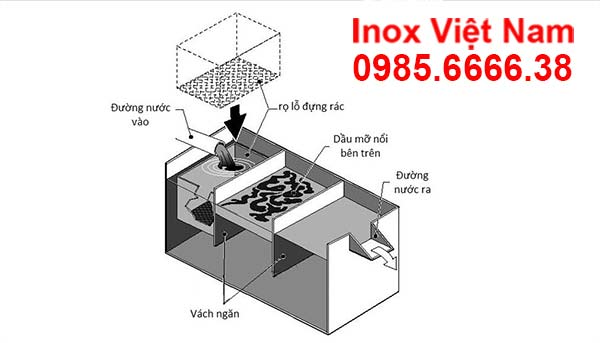 Inox Việt Nam
0985.6666.38
Đường nước
vào
rọ lỗ đựng rác
Dầu mỡ nổi
bên trên
Đường
nước ra
Vách ngăn